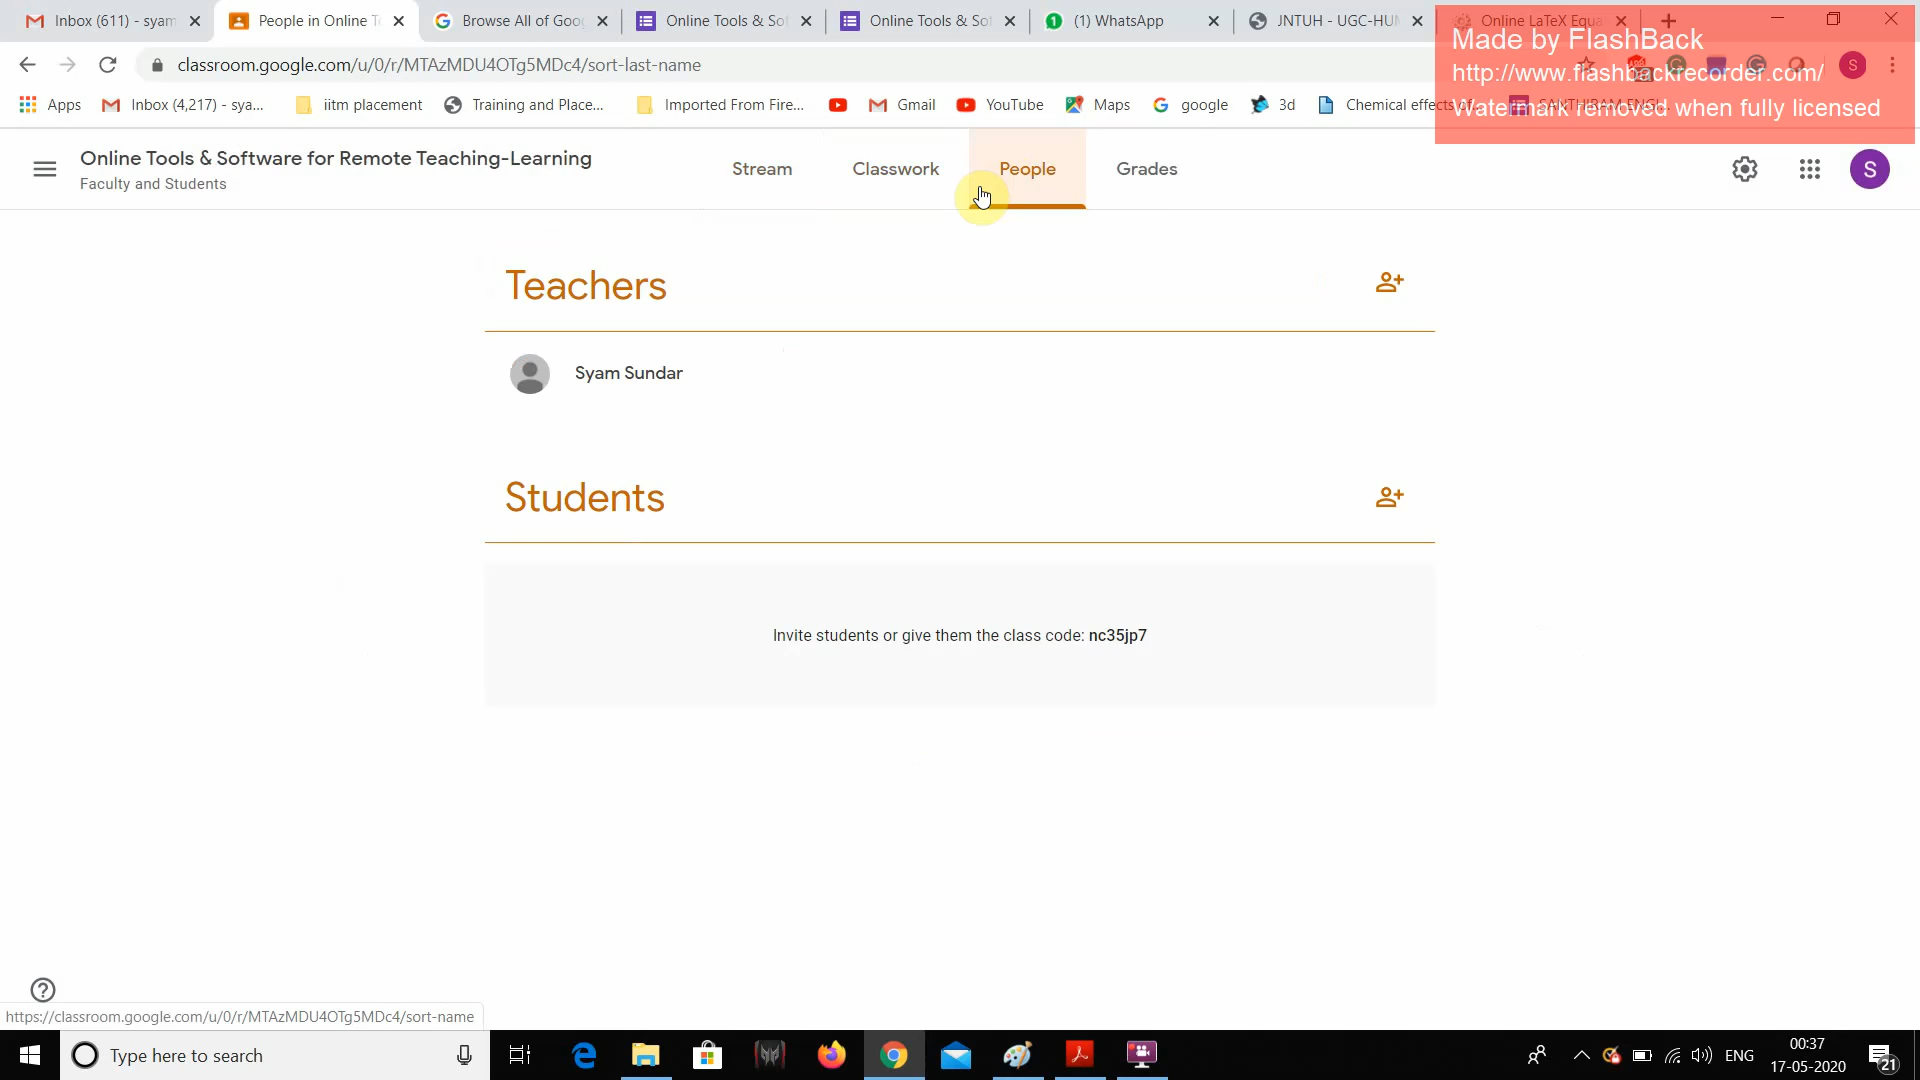 Inbox (611) - syam
People in Online T
Browse All of Goo
Online Tools & So
Online Tools & So
(1) WhatsApp
JNTUH - UGC-HU
Online LaTeX Equa
Made by FlashBack
http://www.flashbackrecorder.com/
Watermark removed when fully licensed
classroom.google.com/u/0/r/MTAzMDU4OTg5MDc4/sort-last-name
S
Apps
Inbox (4,217) - sya...
iitm placement
Training and Place...
Imported From Fire...
Gmail
YouTube
Maps
google
3d
Chemical effects of...
SANTHIRAM ENGI...
Online Tools & Software for Remote Teaching-Learning
Faculty and Students
Stream
Classwork
People
Grades
S
Teachers
Syam Sundar
Students
Invite students or give them the class code: nc35jp7
https://classroom.google.com/u/0/r/MTAzMDU4OTg5MDc4/sort-name
Type here to search
ENG
00:37
17-05-2020
21